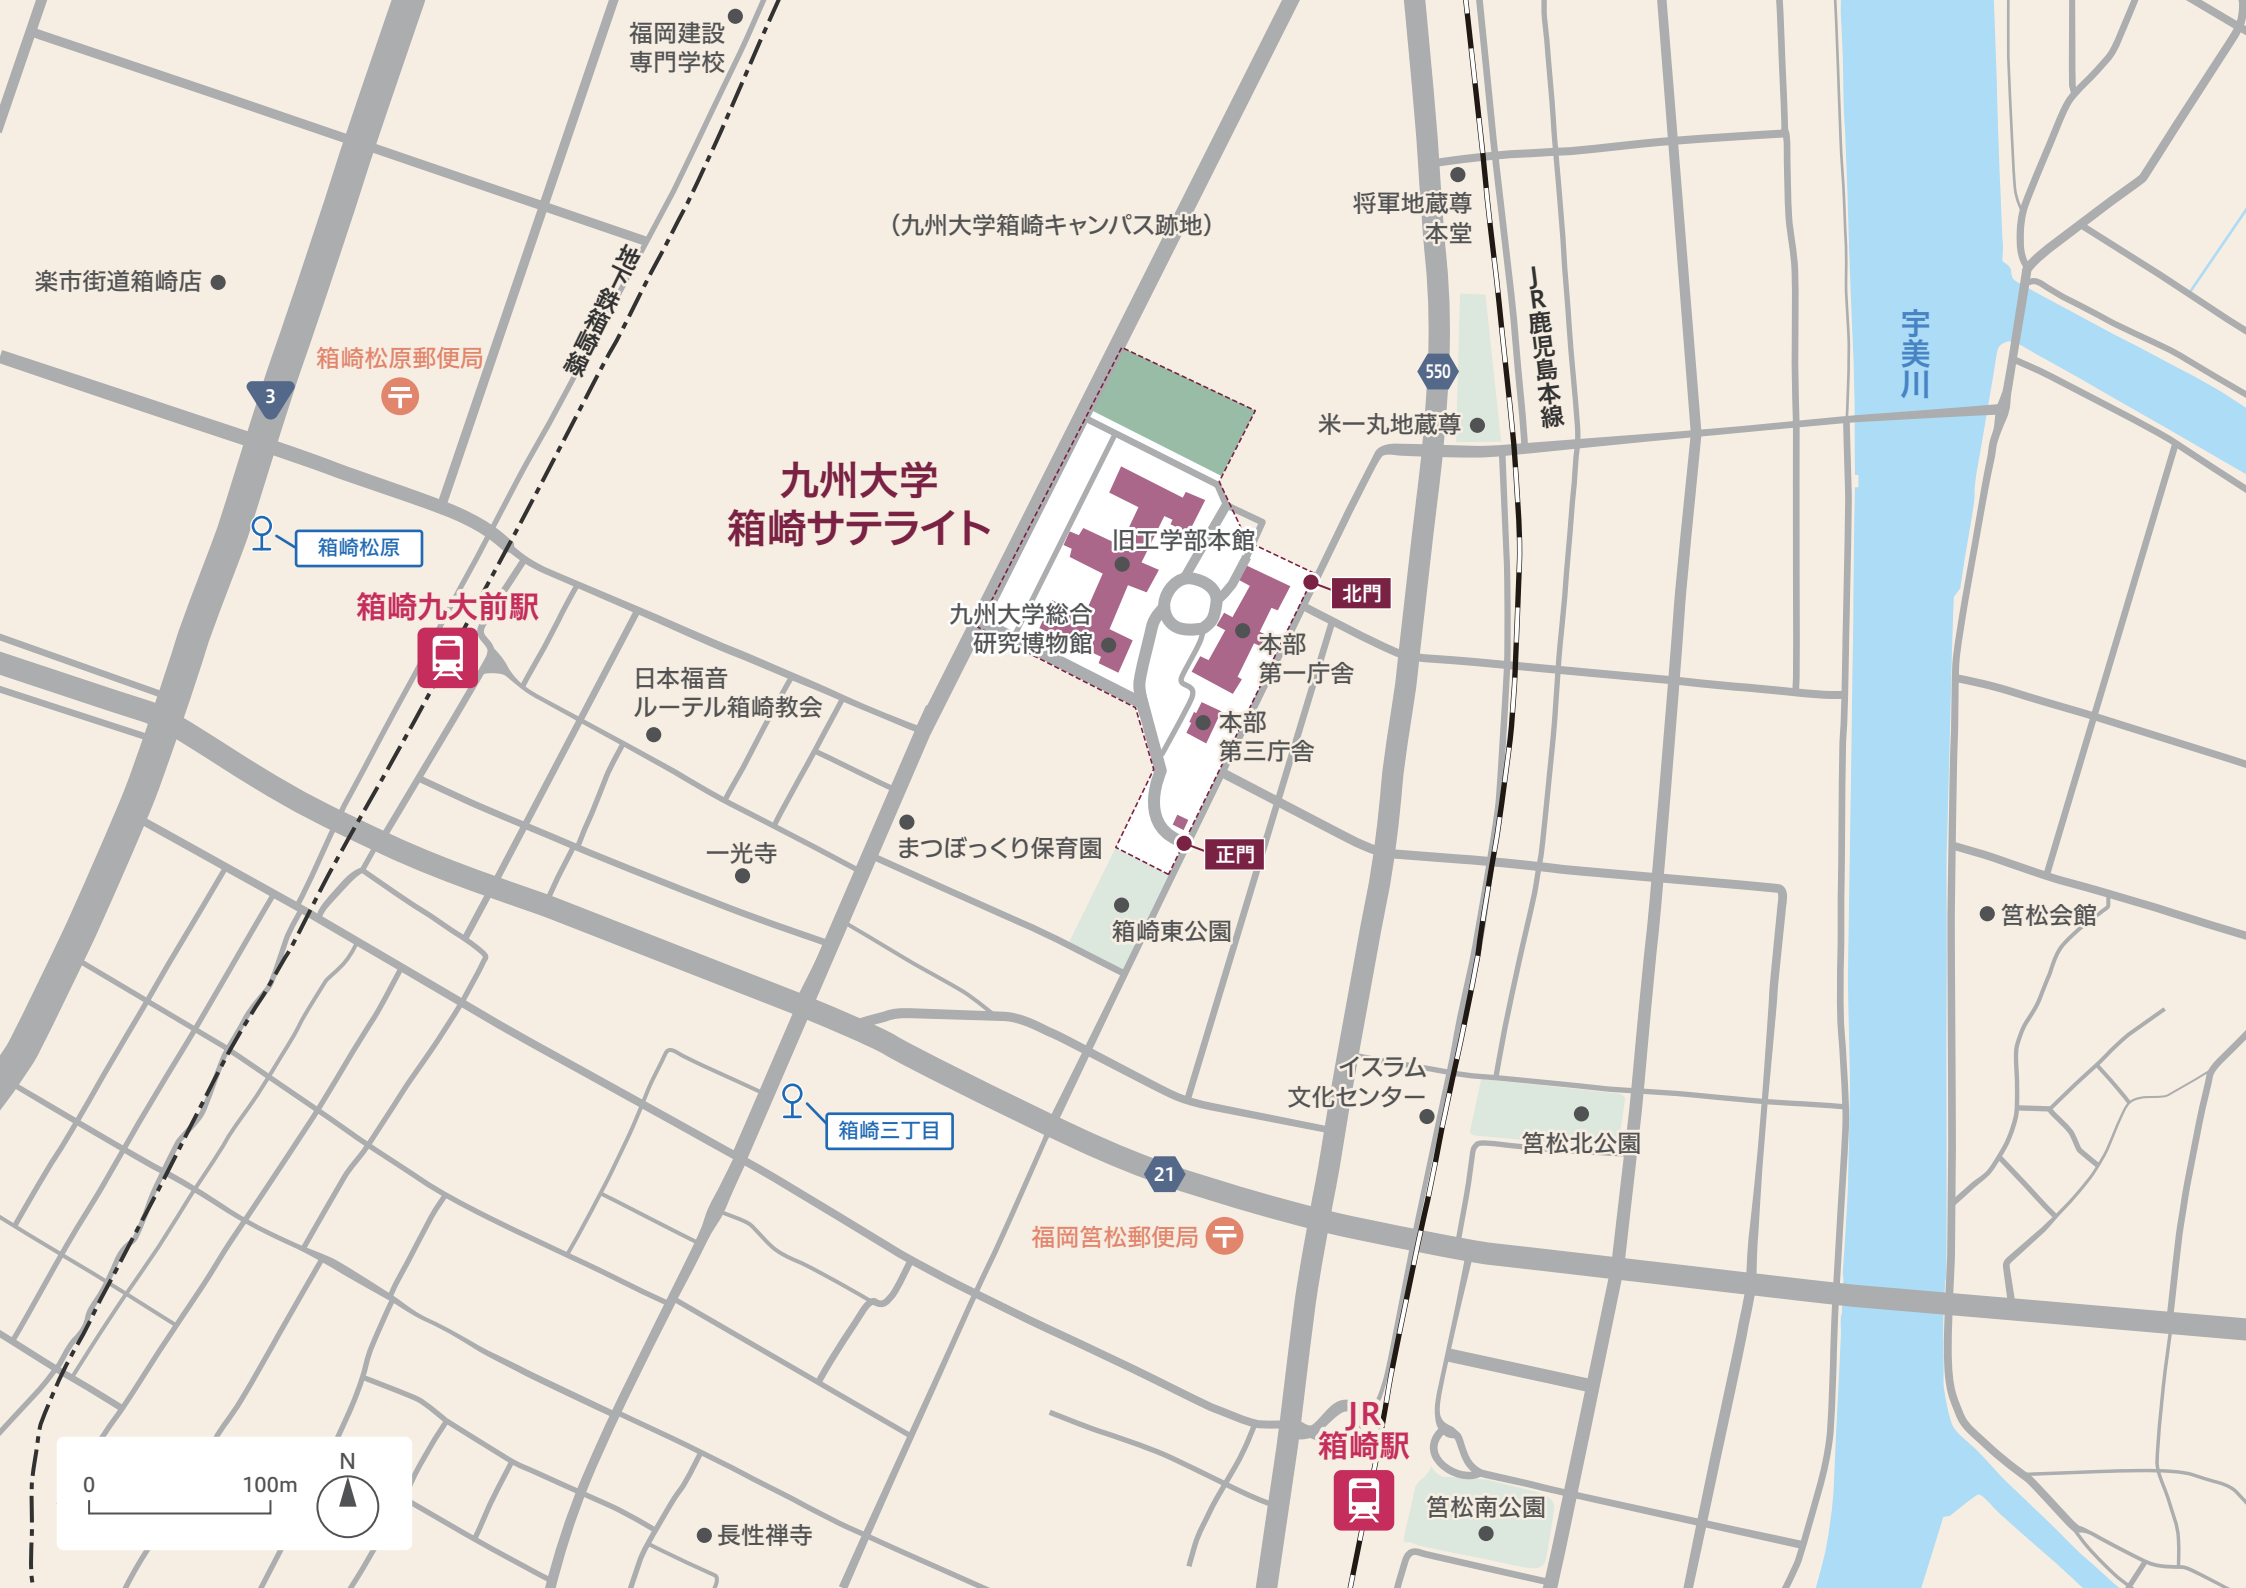 福岡建設
専門学校
(九州大学箱崎キャンパス跡地)
将軍地蔵尊
本堂
楽市街道箱崎店
地下鉄箱崎線
JR鹿児島本線
宇美川
箱崎松原郵便局
3
550
米一丸地蔵尊
九州大学
箱崎サテライト
箱崎松原
旧工学部本館
北門
箱崎九大前駅
九州大学総合
研究博物館
本部
第一庁舎
日本福音
ルーテル箱崎教会
本部
第三庁舎
まつぼっくり保育園
一光寺
正門
箱崎東公園
筥松会館
イスラム
文化センター
箱崎三丁目
筥松北公園
21
福岡筥松郵便局
JR
箱崎駅
0
100m
N
筥松南公園
長性禅寺